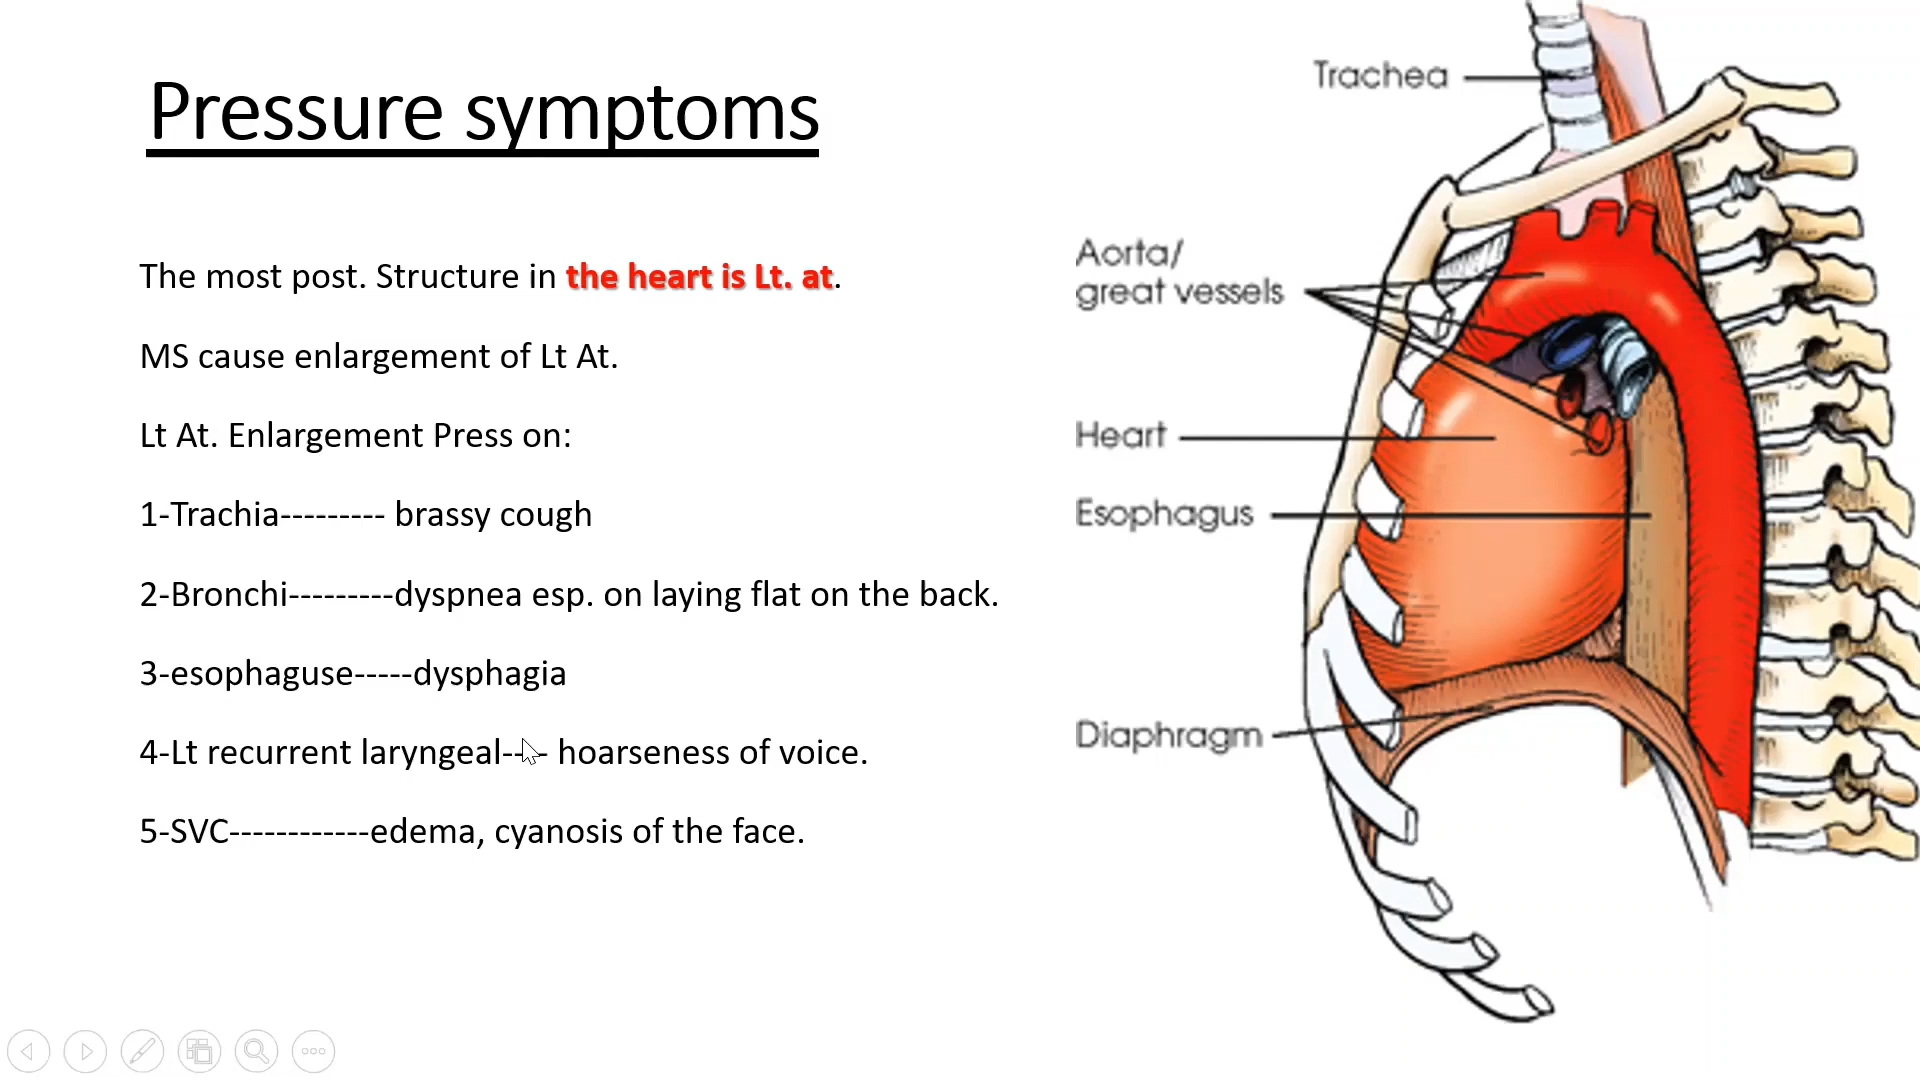 Pressure symptoms
The most post. Structure in the heart is Lt. at.
MS cause enlargement of Lt At.
Lt At. Enlargement Press on:
1-Trachia--------- brassy cough
2-Bronchi---------dyspnea esp. on laying flat on the back.
3-esophaguse-----dysphagia
4-Lt recurrent laryngeal---- hoarseness of voice.
5-SVC------------edema, cyanosis of the face.
Trachea
Aorta/
great vessels
Heart
Esophagus
Diaphragm